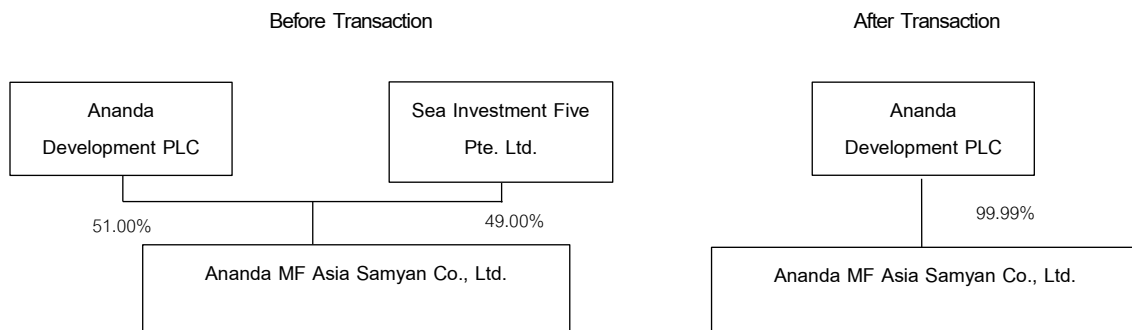 Before Transaction
After Transaction
Ananda
Development PLC
Sea Investment Five
Pte. Ltd.
Ananda
Development PLC
51.00%
49.00%
99.99%
Ananda MF Asia Samyan Co., Ltd.
Ananda MF Asia Samyan Co., Ltd.